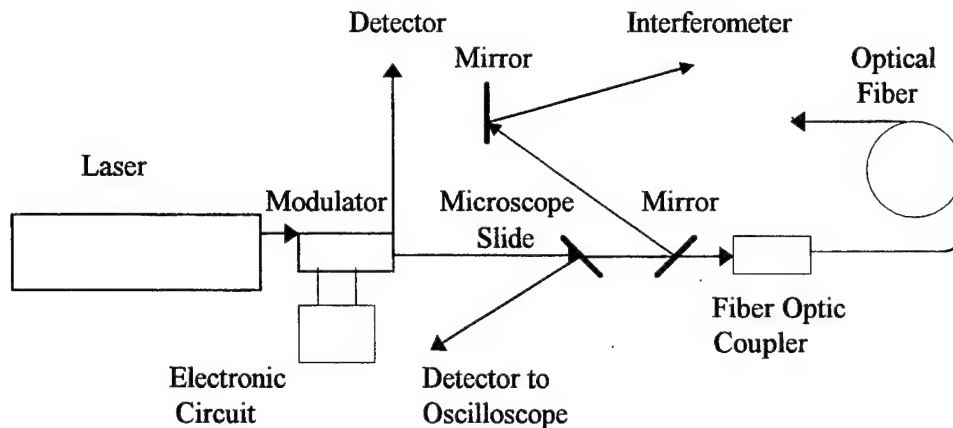 Detector
Interferometer
Mirror
Optical
Fiber
Laser
Modulator
Microscope
Slide
Mirror
Fiber Optic
Coupler
Electronic
Circuit
Detector to
Oscilloscope